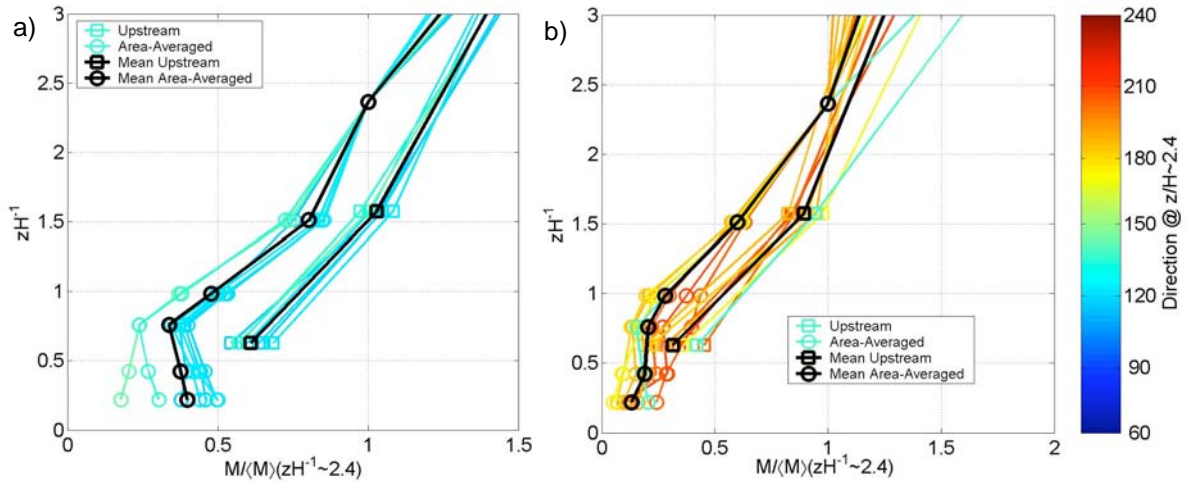 a)
3
2.5
2
1.5
1
0.5
0
zH⁻¹
0
0.5
1
1.5
M/⟨M⟩(zH⁻¹~2.4)
Upstream
Area-Averaged
Mean Upstream
Mean Area-Averaged
b)
3
2.5
2
1.5
1
0.5
0
0
0.5
1
1.5
2
M/⟨M⟩(zH⁻¹~2.4)
Upstream
Area-Averaged
Mean Upstream
Mean Area-Averaged
240
210
180
150
120
90
60
Direction @ z/H~2.4